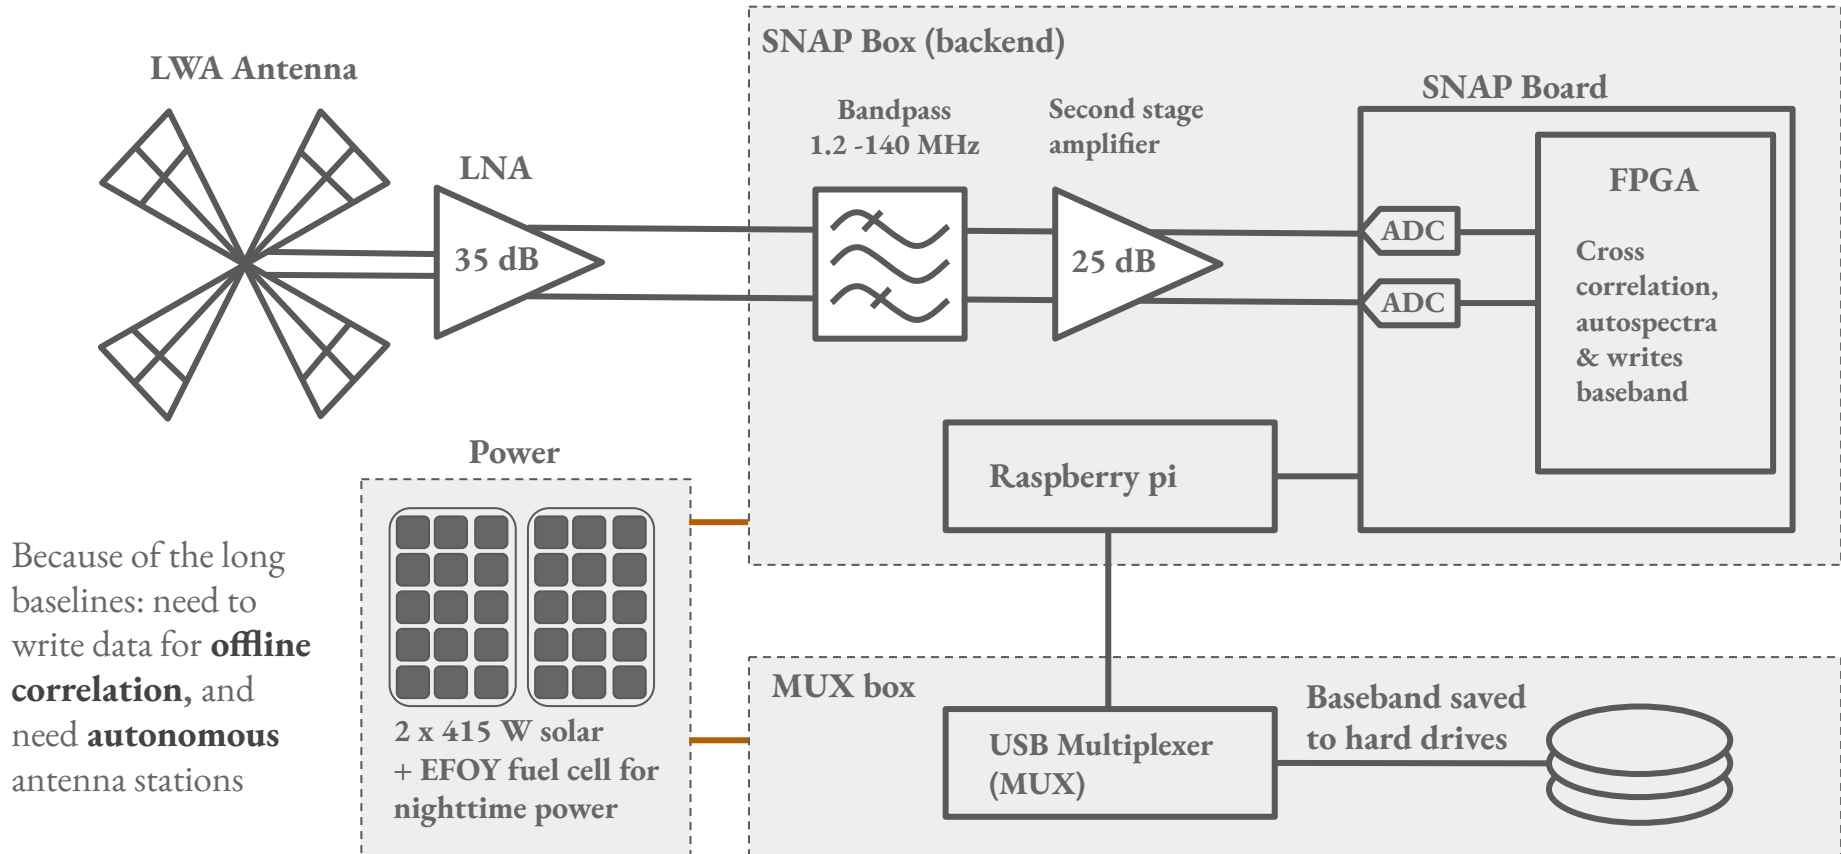 SNAP Box (backend)
LWA Antenna
SNAP Board
Bandpass
1.2 -140 MHz
Second stage
amplifier
LNA
FPGA
35 dB
25 dB
ADC
ADC
Cross
correlation,
autospectra
& writes
baseband
Power
Raspberry pi
Because of the long
baselines: need to
write data for offline
correlation, and
need autonomous
antenna stations
2 x 415 W solar
+ EFOY fuel cell for
nighttime power
MUX box
USB Multiplexer
(MUX)
Baseband saved
to hard drives